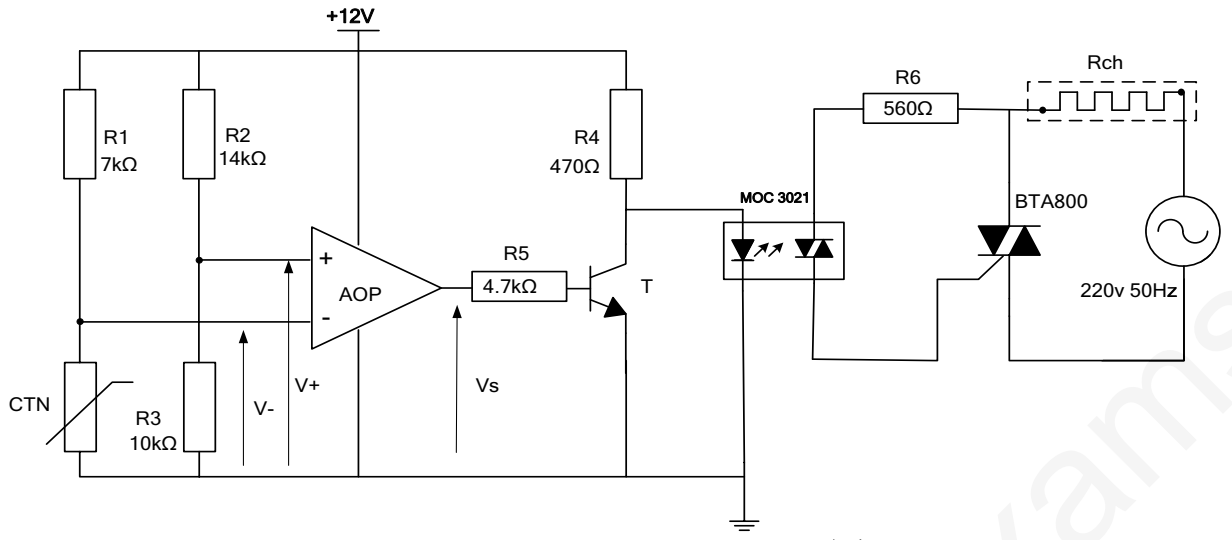 +12V
Rch
R6
560Ω
R1
7kΩ
R2
14kΩ
R4
470Ω
MOC 3021
BTA800
+
AOP
-
R5
4.7kΩ
T
220v 50Hz
CTN
R3
10kΩ
V-
V+
Vs